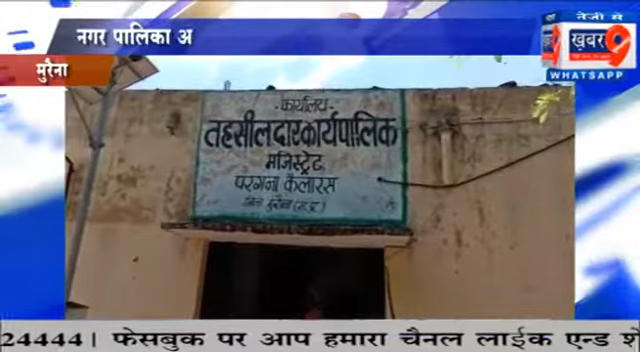 नगर पालिका अ
तेजी से
खबर
WHATSAPP
मुरैना
-कार्यालय-
तहसीलदारकार्यपालिक
मजिस्ट्रेट
परगना कैलारस
जिला मुरैना (म.प्र.)
24444। फेसबुक पर आप हमारा चैनल लाईक एन्ड शे